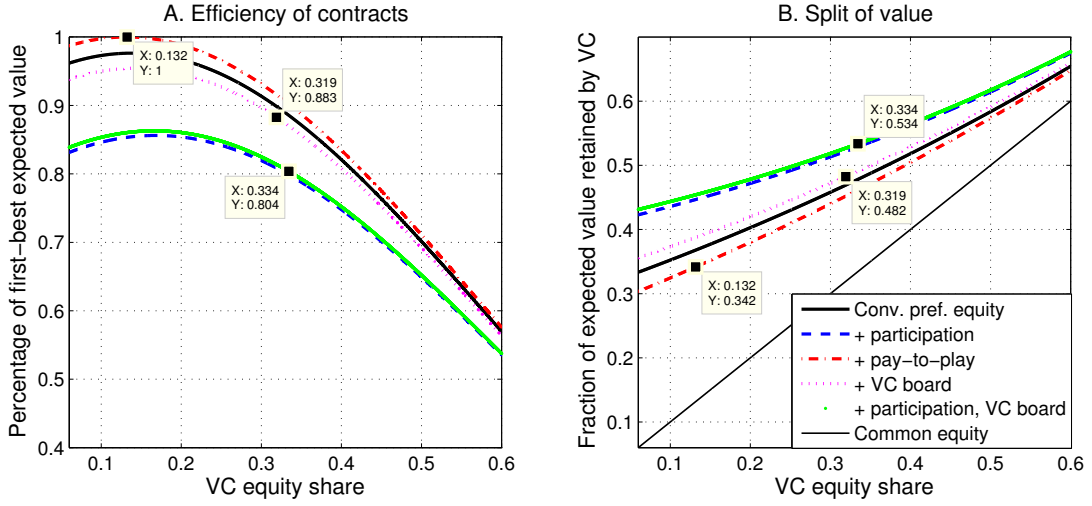 A. Efficiency of contracts
Percentage of first−best expected value
1
0.9
0.8
0.7
0.6
0.5
0.4
X: 0.132
Y: 1
X: 0.319
Y: 0.883
X: 0.334
Y: 0.804
0.1
0.2
0.3
0.4
0.5
0.6
VC equity share
B. Split of value
Fraction of expected value retained by VC
0.6
0.5
0.4
0.3
0.2
0.1
X: 0.334
Y: 0.534
X: 0.319
Y: 0.482
X: 0.132
Y: 0.342
Conv. pref. equity
+ participation
+ pay−to−play
+ VC board
+ participation, VC board
Common equity
0.1
0.2
0.3
0.4
0.5
0.6
VC equity share